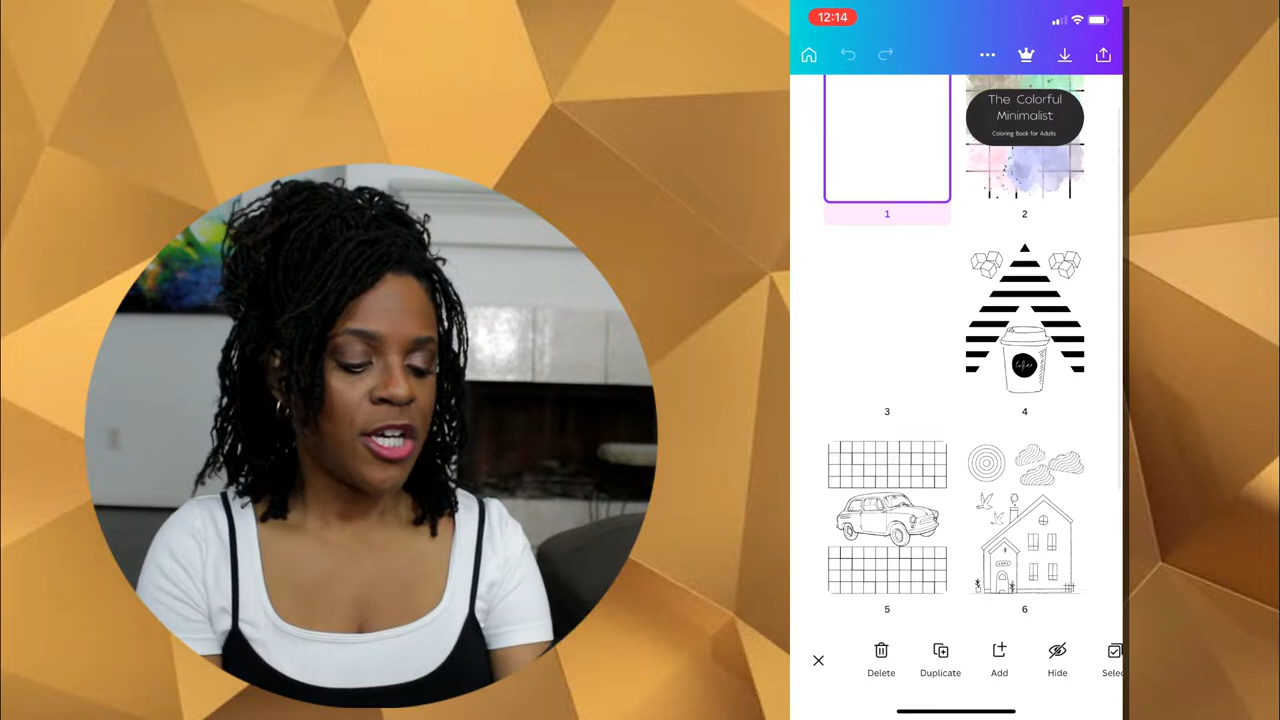 12:14
The Colorful
Minimalist
Coloring Book for Adults
1
2
3
4
5
6
Delete
Duplicate
Add
Hide
Selec